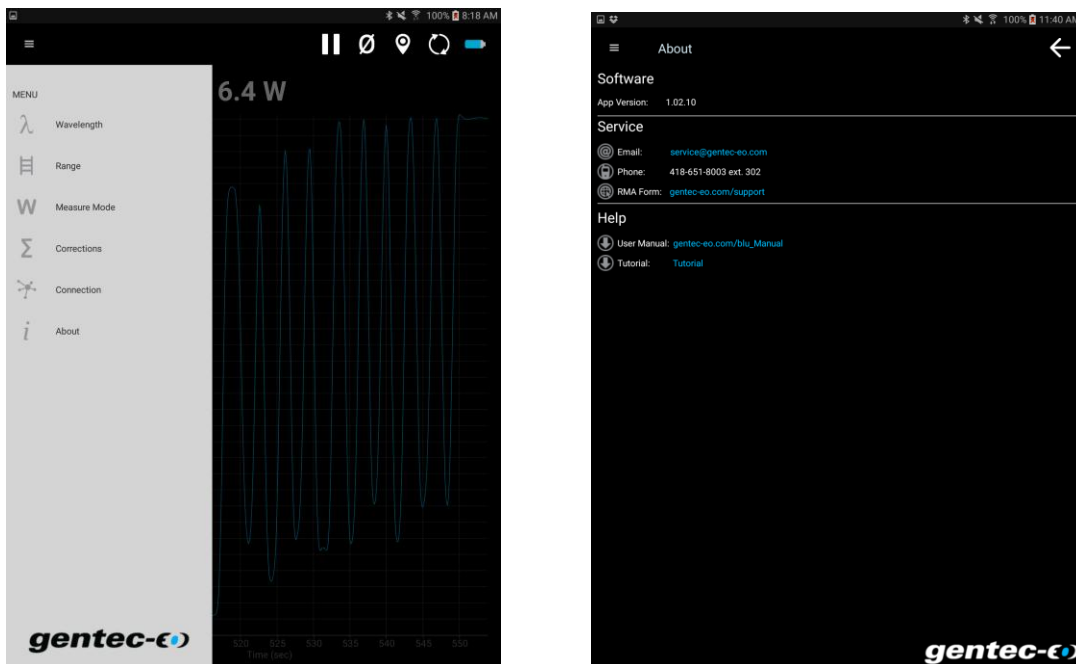 100% 8:18 AM
MENU
6.4 W
λ Wavelength
Range
W Measure Mode
Σ Corrections
Connection
i About
520 525 530 535 540 545 550
Time (sec)
gentec-eo
100% 11:40 AM
About
Software
App Version: 1.02.10
Service
@ Email: service@gentec-eo.com
Phone: 418-651-8003 ext. 302
RMA Form: gentec-eo.com/support
Help
User Manual: gentec-eo.com/blu_Manual
Tutorial: Tutorial
gentec-eo